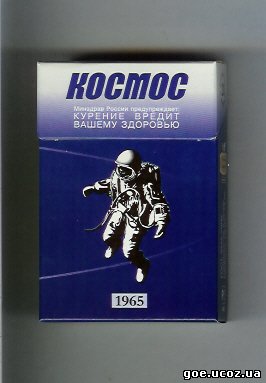 КОСМОС
Минздрав России предупреждает:
КУРЕНИЕ ВРЕДИТ
ВАШЕМУ ЗДОРОВЬЮ
1965
goe.ucoz.ua